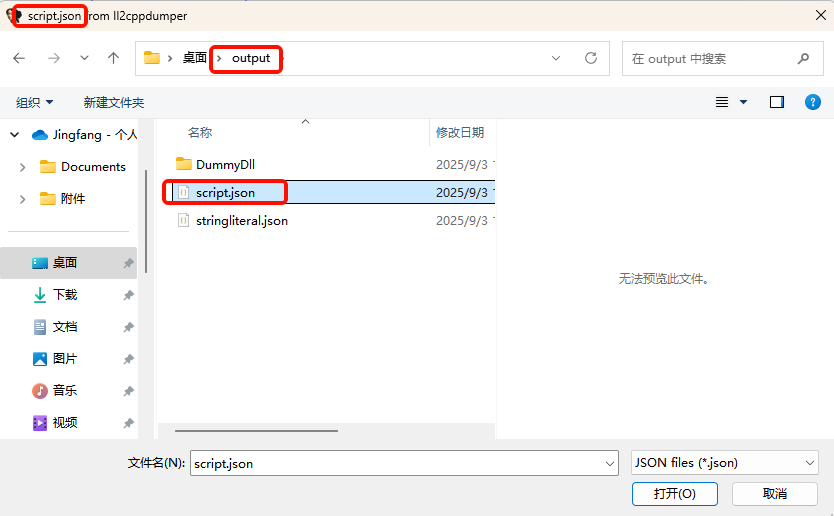 script.json from Il2cppdumper
桌面 output
在 output 中搜索
组织 新建文件夹
Jingfang - 个人
Documents
附件
桌面
下载
文档
图片
音乐
视频
名称 修改日期
DummyDll 2025/9/3 1
script.json 2025/9/3 1
stringliteral.json 2025/9/3 1
无法预览此文件。
文件名(N): script.json JSON files (*.json)
打开(O) 取消